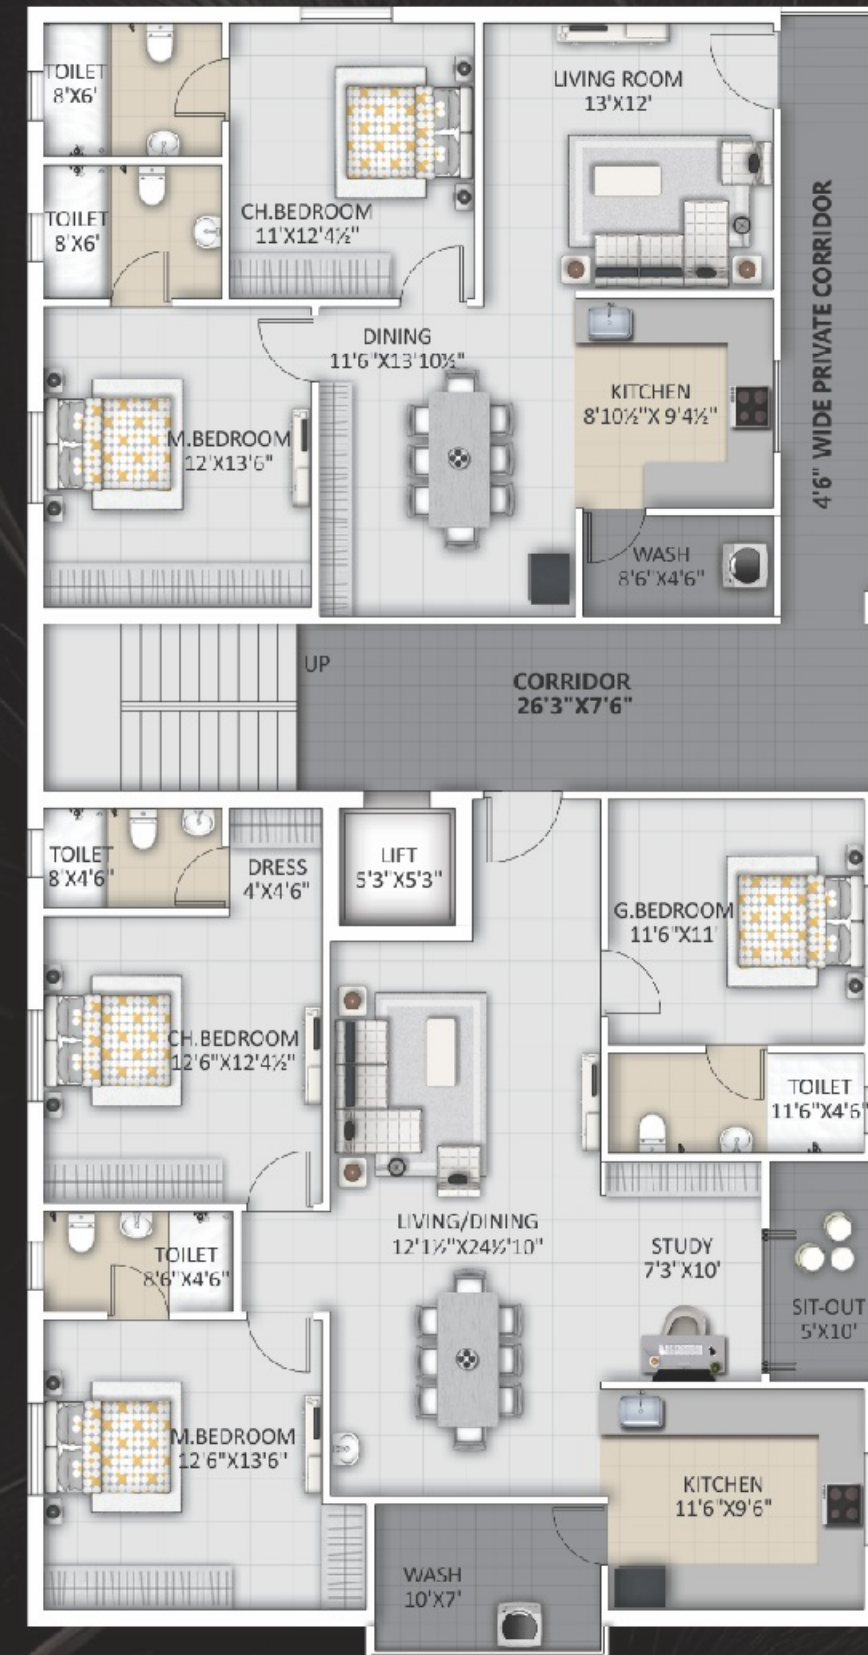 TOILET
8'X6'
LIVING ROOM
13'X12'
CH.BEDROOM
11'X12'4½"
TOILET
8'X6'
4'6" WIDE PRIVATE CORRIDOR
DINING
11'6"X13'10½"
KITCHEN
8'10½"X 9'4½"
M.BEDROOM
12'X13'6"
WASH
8'6"X4'6"
UP
CORRIDOR
26'3"X7'6"
TOILET
8'X4'6"
DRESS
4'X4'6"
LIFT
5'3"X5'3"
G.BEDROOM
11'6"X11'
CH.BEDROOM
12'6"X12'4½"
TOILET
11'6"X4'6"
LIVING/DINING
12'1½"X24½'10"
STUDY
7'3"X10'
TOILET
8'6"X4'6"
SIT-OUT
5'X10'
M.BEDROOM
12'6"X13'6"
KITCHEN
11'6"X9'6"
WASH
10'X7'